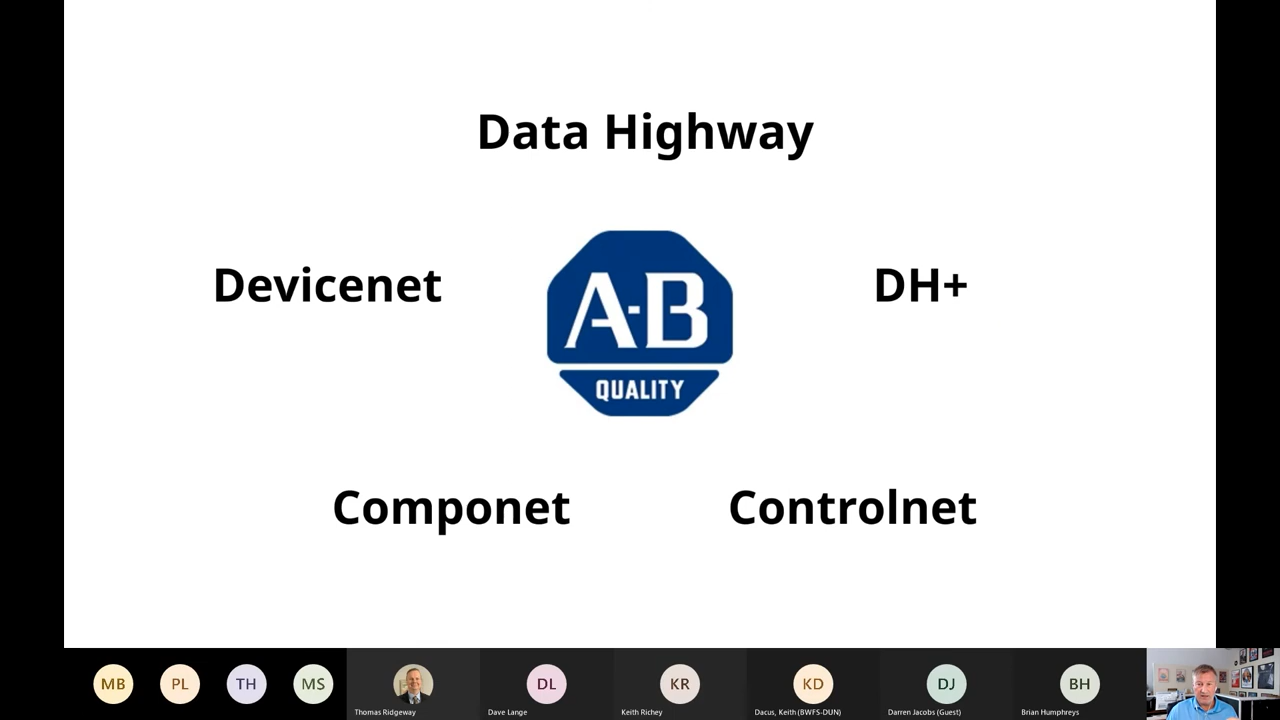 Data Highway
Devicenet
A-B
QUALITY
DH+
Componet
Controlnet
MB
PL
TH
MS
Thomas Ridgeway
DL
Dave Lange
KR
Keith Richey
KD
Dacus, Keith (BWFS-DUN)
DJ
Darren Jacobs (Guest)
BH
Brian Humphreys